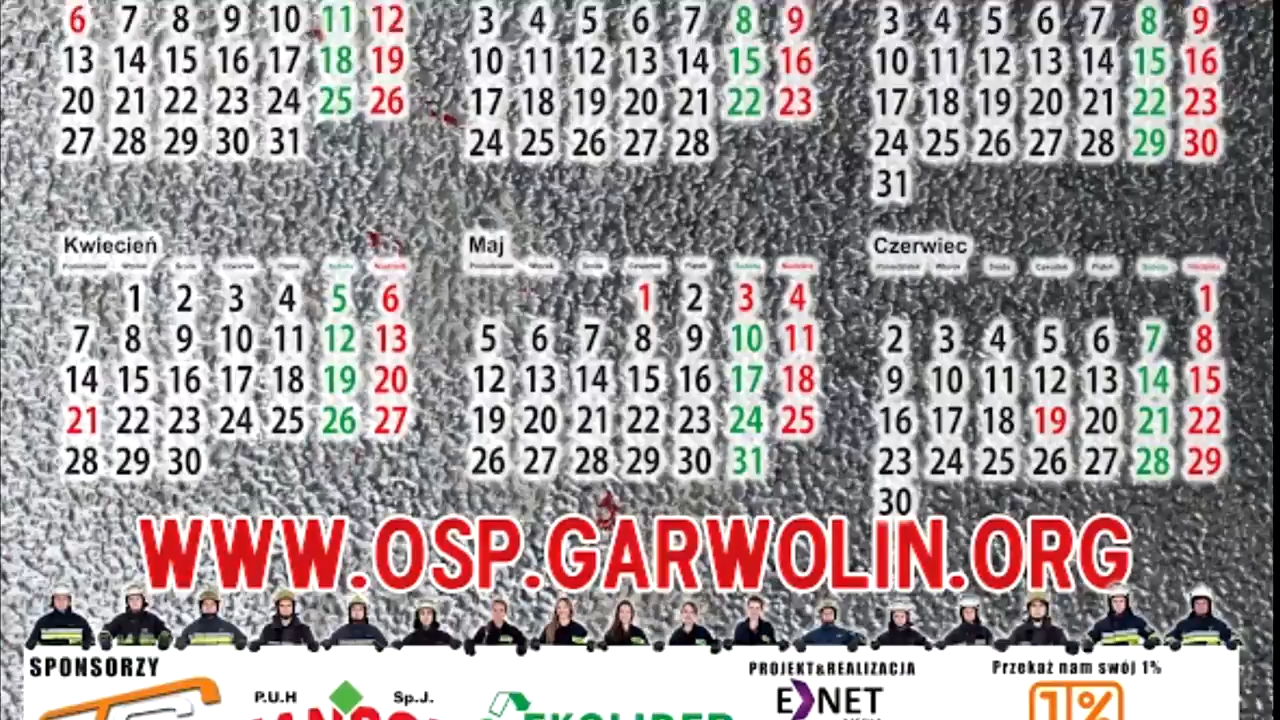 6 7 8 9 10 11 12
13 14 15 16 17 18 19
20 21 22 23 24 25 26
27 28 29 30 31
3 4 5 6 7 8 9
10 11 12 13 14 15 16
17 18 19 20 21 22 23
24 25 26 27 28
3 4 5 6 7 8 9
10 11 12 13 14 15 16
17 18 19 20 21 22 23
24 25 26 27 28 29 30
31
Kwiecień
1 2 3 4 5 6
7 8 9 10 11 12 13
14 15 16 17 18 19 20
21 22 23 24 25 26 27
28 29 30
Maj
1 2 3 4
5 6 7 8 9 10 11
12 13 14 15 16 17 18
19 20 21 22 23 24 25
26 27 28 29 30 31
Czerwiec
1
2 3 4 5 6 7 8
9 10 11 12 13 14 15
16 17 18 19 20 21 22
23 24 25 26 27 28 29
30
WWW.OSP.GARWOLIN.ORG
SPONSORZY
P.U.H Sp.J.
EKOLIDER
PROJEKT&REALIZACJA
E>NET
Przekaż nam swój 1%
1%